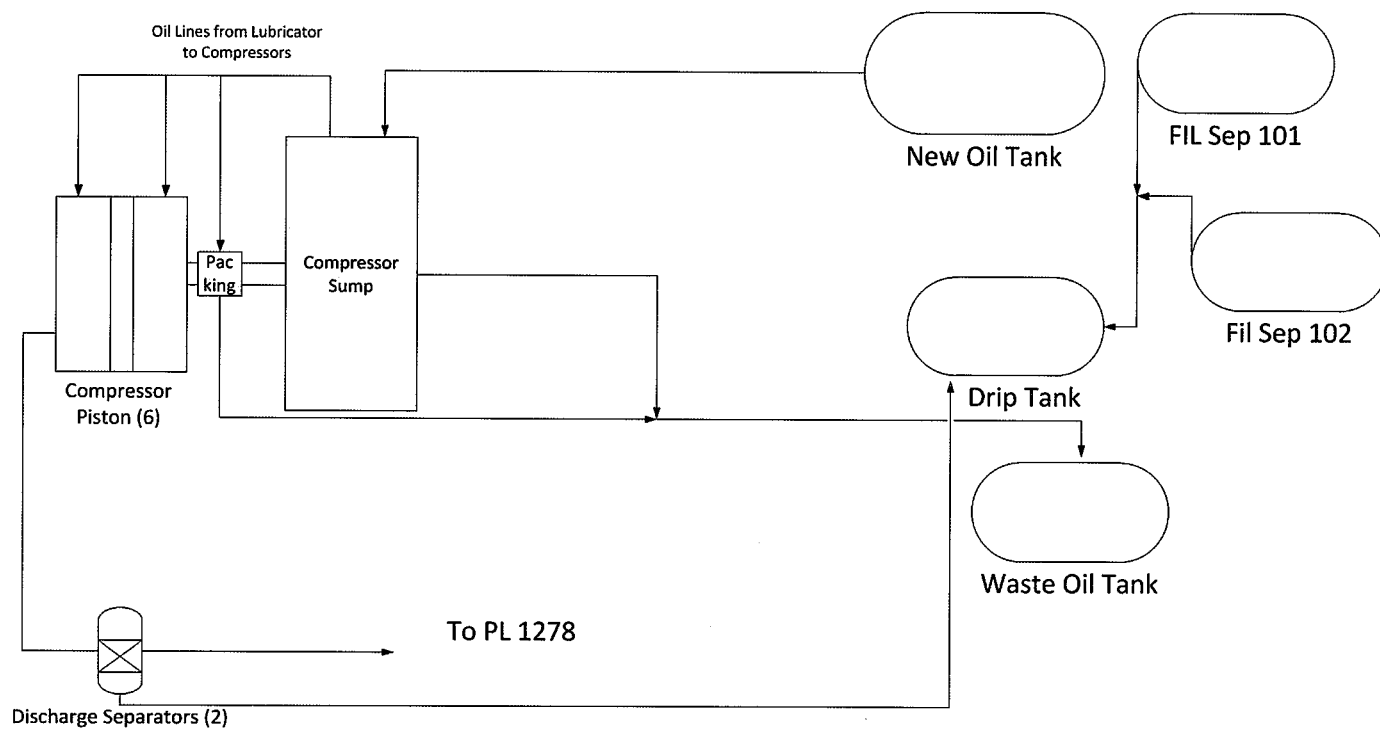 Oil Lines from Lubricator
to Compressors
New Oil Tank
FIL Sep 101
Pac
king
Compressor
Sump
Fil Sep 102
Compressor
Piston (6)
Drip Tank
Waste Oil Tank
To PL 1278
Discharge Separators (2)